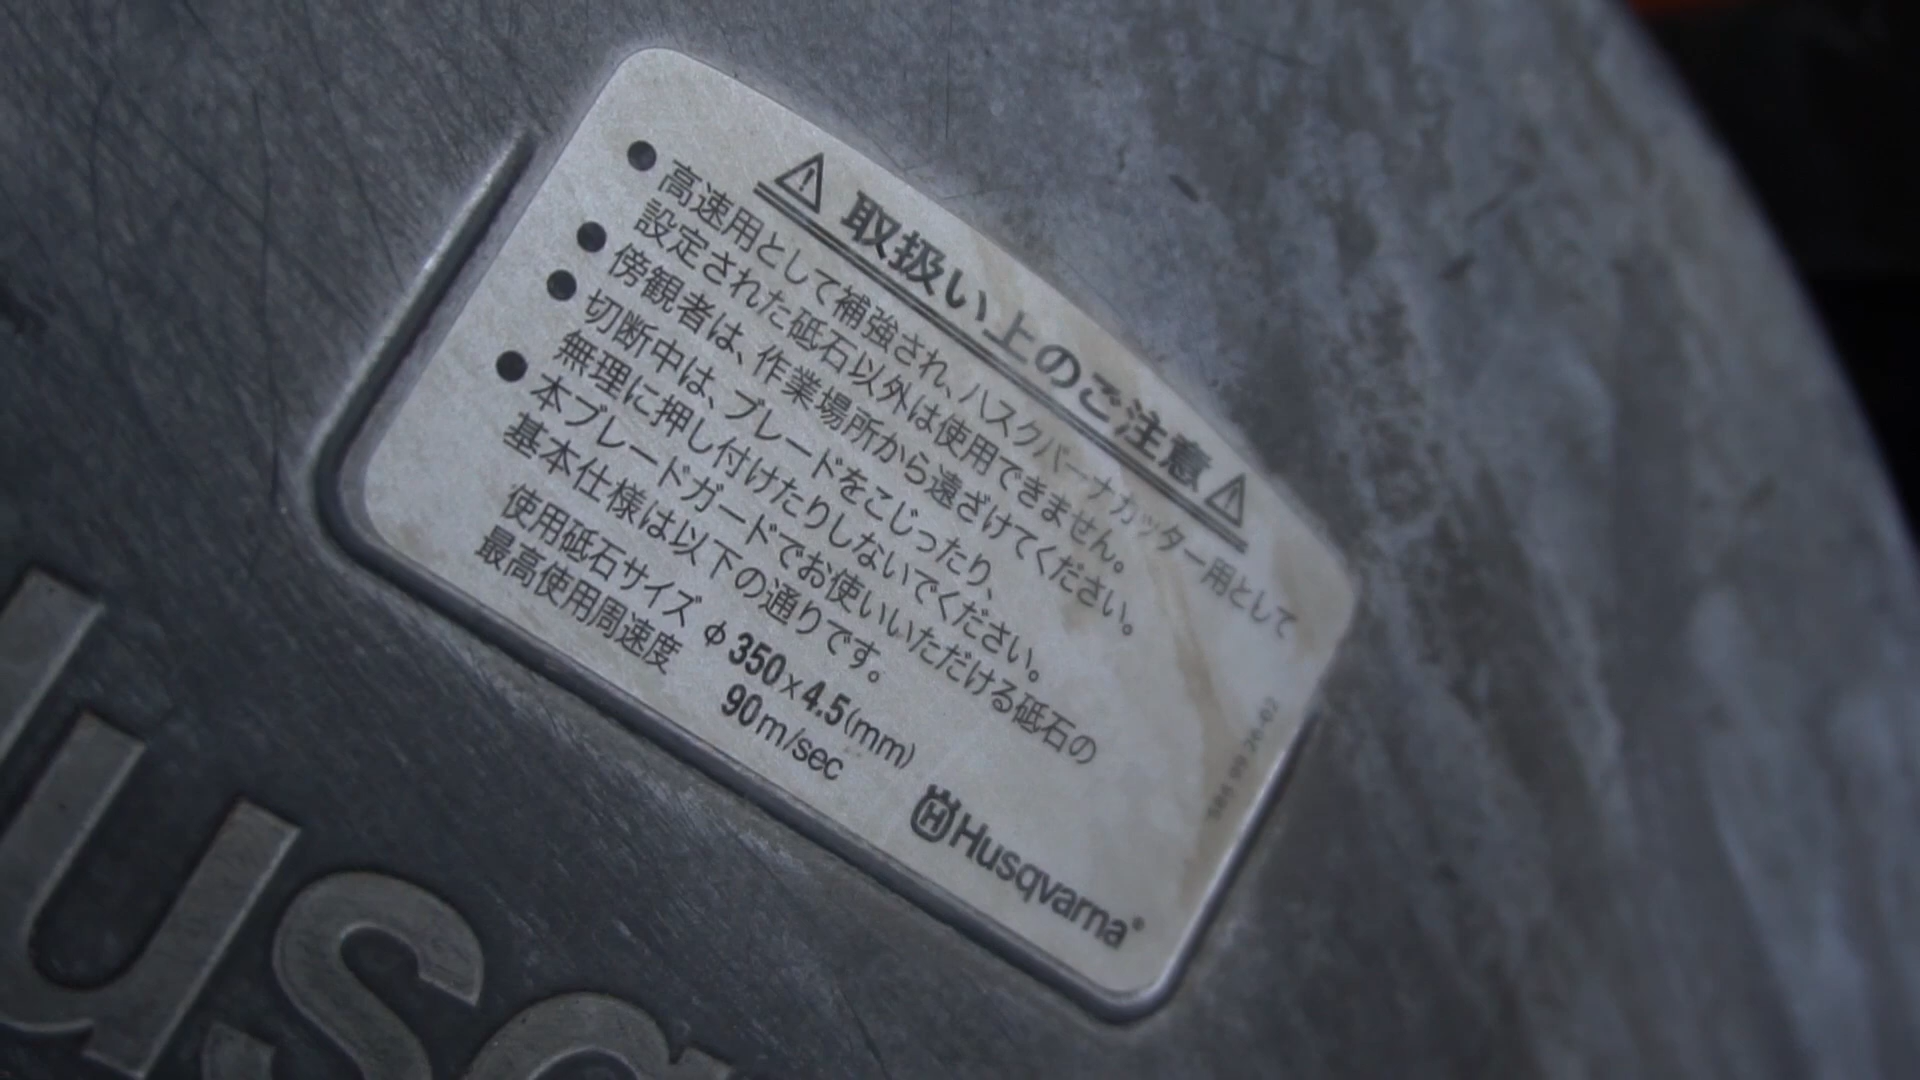 ⚠ 取扱い上のご注意 ⚠
● 高速用として補強され、ハスクバーナカッター用として
設定された砥石以外は使用できません。
● 傍観者は、作業場所から遠ざけてください。
● 切断中は、ブレードをこじったり、
無理に押し付けたりしないでください。
● 本ブレードガードでお使いいただける砥石の
基本仕様は以下の通りです。
使用砥石サイズ φ350x4.5(mm)
最高使用周速度 90m/sec
Husqvarna®
usq